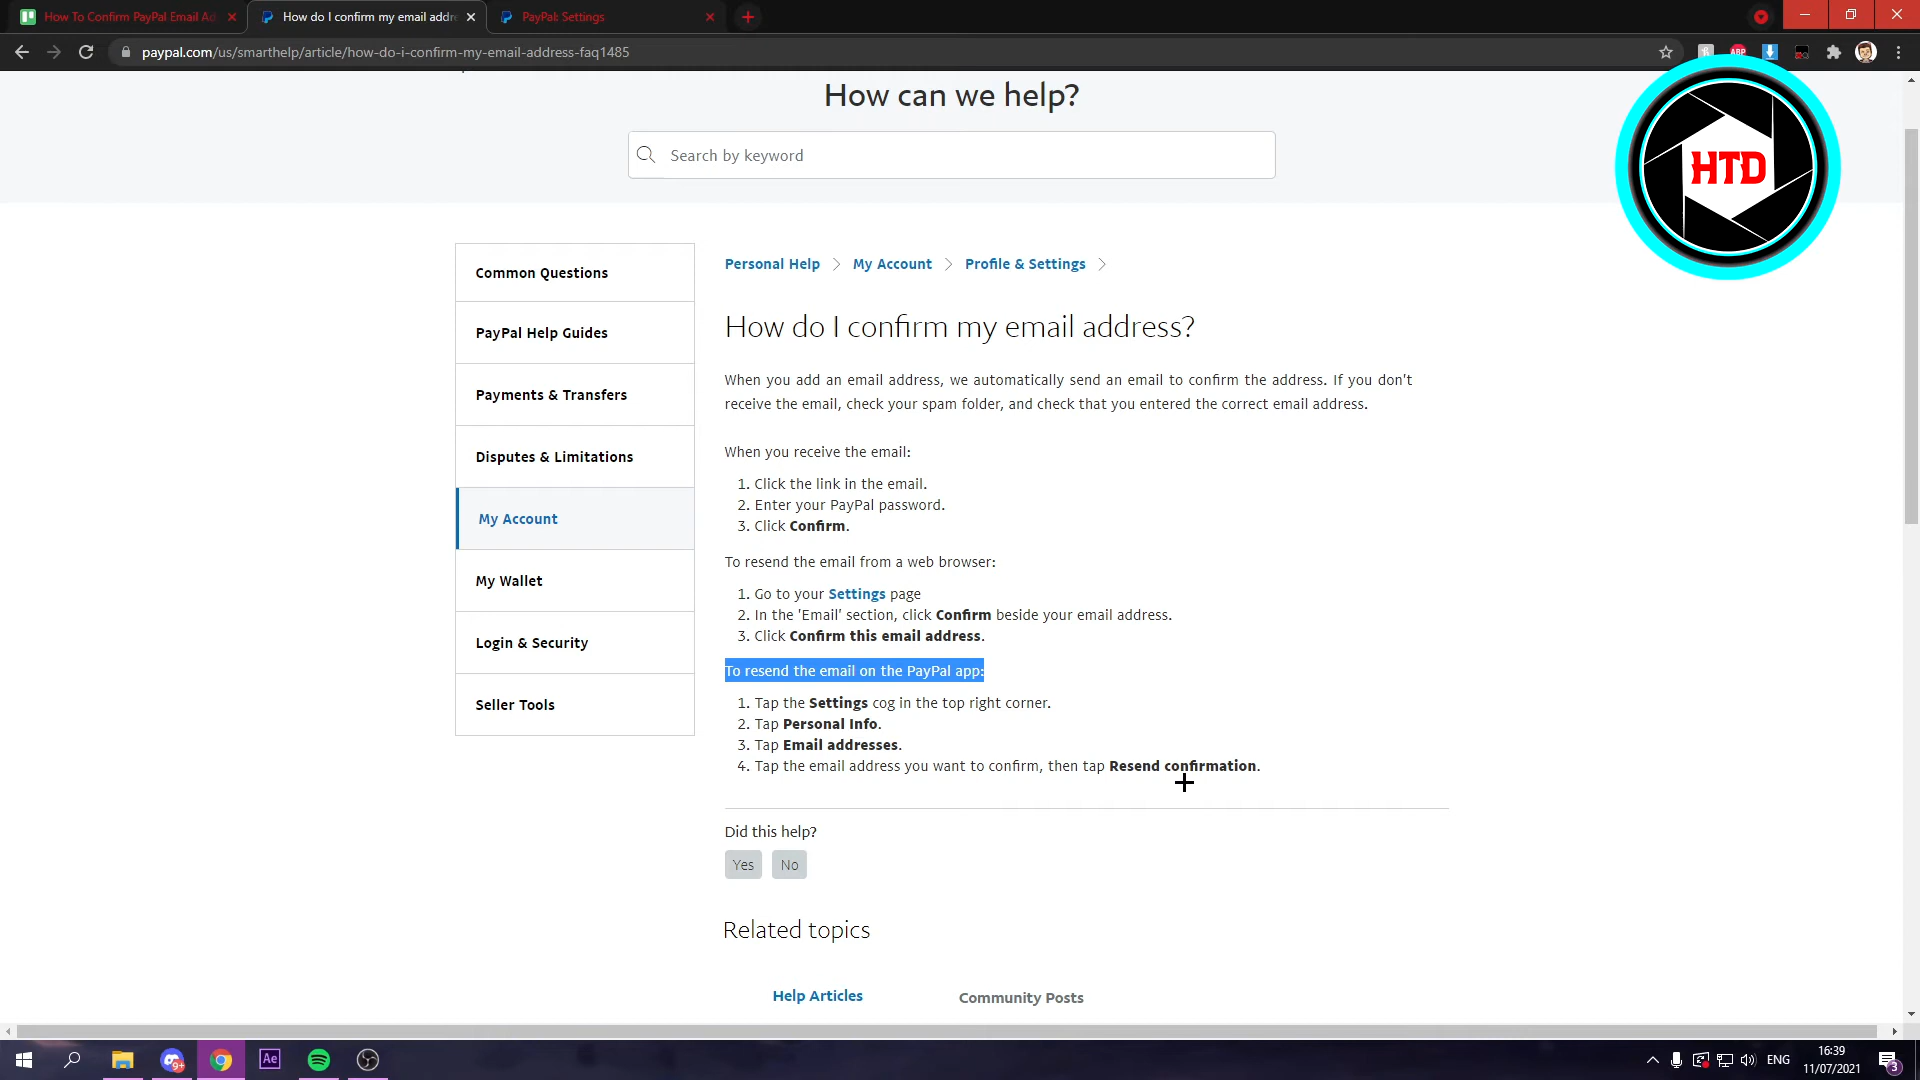 How To Confirm PayPal Email Ad
How do I confirm my email addre
PayPal: Settings
paypal.com/us/smarthelp/article/how-do-i-confirm-my-email-address-faq1485
ABP
How can we help?
Search by keyword
HTD
Common Questions
PayPal Help Guides
Payments & Transfers
Disputes & Limitations
My Account
My Wallet
Login & Security
Seller Tools
Personal Help
My Account
Profile & Settings
How do I confirm my email address?
When you add an email address, we automatically send an email to confirm the address. If you don't
receive the email, check your spam folder, and check that you entered the correct email address.
When you receive the email:
1. Click the link in the email.
2. Enter your PayPal password.
3. Click Confirm.
To resend the email from a web browser:
1. Go to your Settings page
2. In the 'Email' section, click Confirm beside your email address.
3. Click Confirm this email address.
To resend the email on the PayPal app:
1. Tap the Settings cog in the top right corner.
2. Tap Personal Info.
3. Tap Email addresses.
4. Tap the email address you want to confirm, then tap Resend confirmation.
Did this help?
Yes
No
Related topics
Help Articles
Community Posts
9+
Ae
ENG
16:39
11/07/2021
3